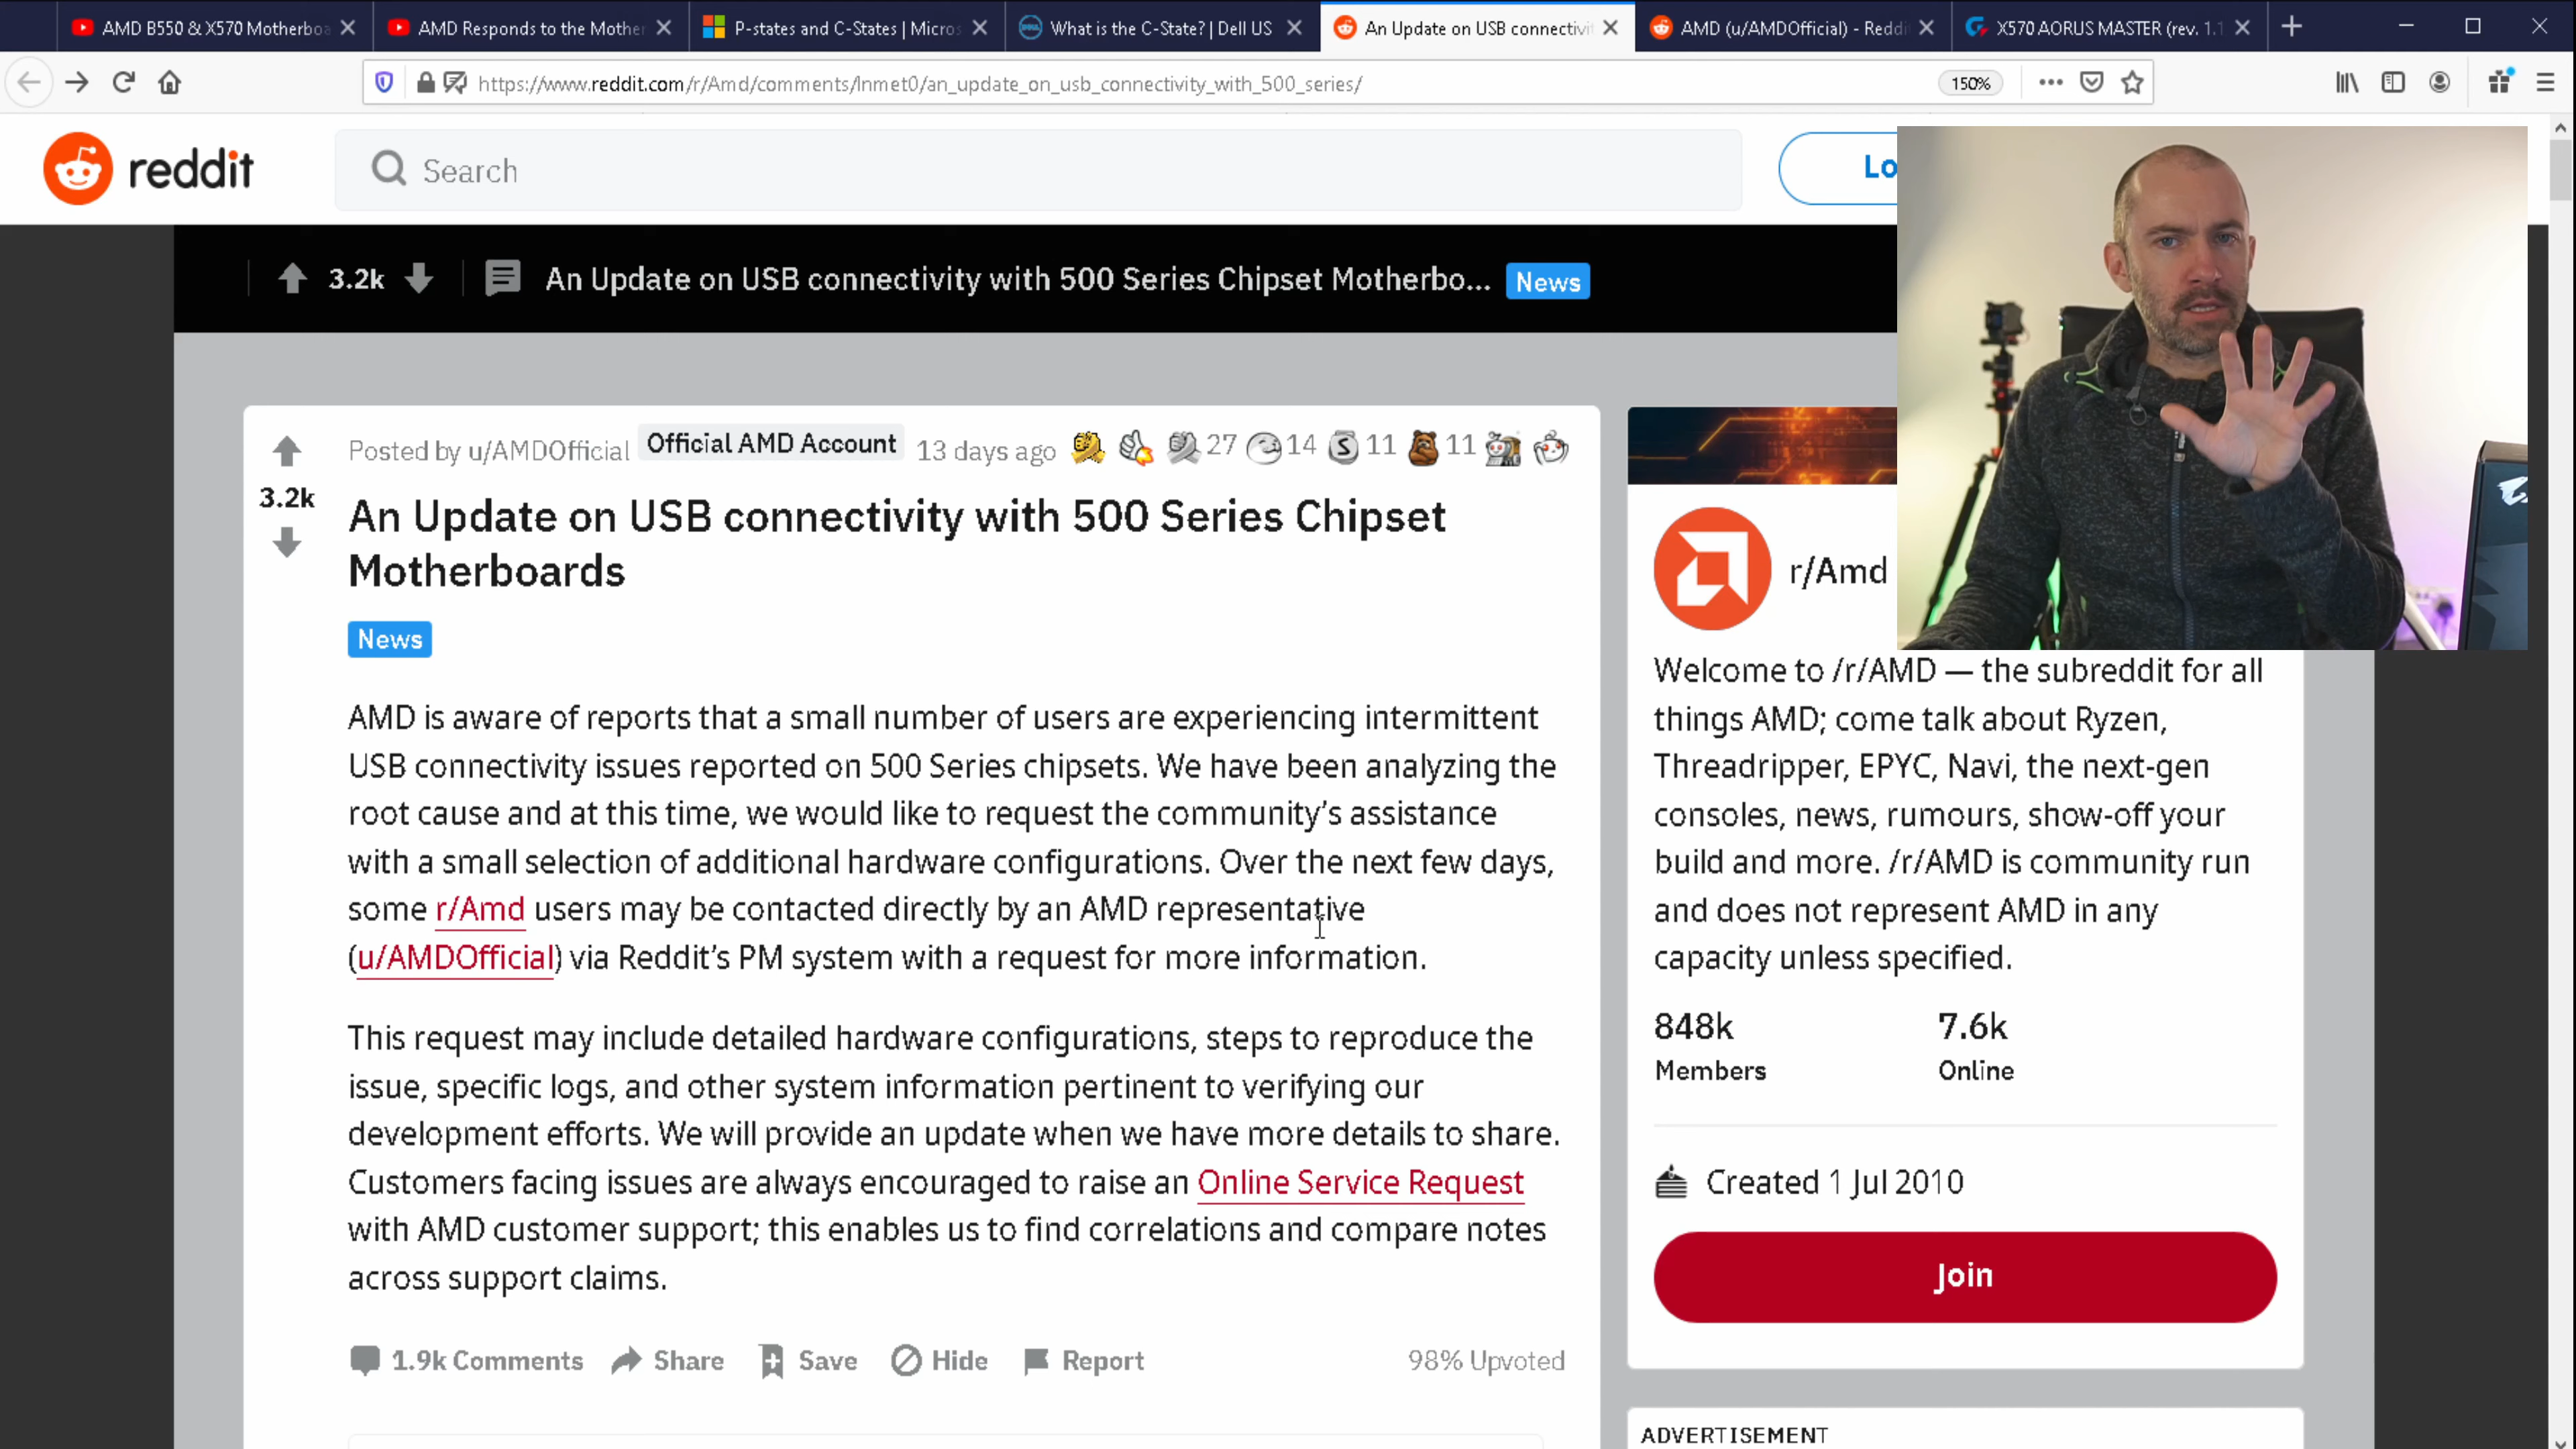 AMD B550 & X570 Motherboa
AMD Responds to the Mother
P-states and C-States | Micros
What is the C-State? | Dell US
An Update on USB connectivi
AMD (u/AMDOfficial) - Reddi
X570 AORUS MASTER (rev. 1.1
https://www.reddit.com/r/Amd/comments/lnmet0/an_update_on_usb_connectivity_with_500_series/
150%
reddit
Search
Lo
3.2k
An Update on USB connectivity with 500 Series Chipset Motherbo...
News
Posted by u/AMDOfficial Official AMD Account 13 days ago 27 14 S 11 11
3.2k
An Update on USB connectivity with 500 Series Chipset
Motherboards
News
AMD is aware of reports that a small number of users are experiencing intermittent
USB connectivity issues reported on 500 Series chipsets. We have been analyzing the
root cause and at this time, we would like to request the community's assistance
with a small selection of additional hardware configurations. Over the next few days,
some r/Amd users may be contacted directly by an AMD representative
(u/AMDOfficial) via Reddit's PM system with a request for more information.
This request may include detailed hardware configurations, steps to reproduce the
issue, specific logs, and other system information pertinent to verifying our
development efforts. We will provide an update when we have more details to share.
Customers facing issues are always encouraged to raise an Online Service Request
with AMD customer support; this enables us to find correlations and compare notes
across support claims.
1.9k Comments
Share
Save
Hide
Report
98% Upvoted
r/Amd
Welcome to /r/AMD — the subreddit for all
things AMD; come talk about Ryzen,
Threadripper, EPYC, Navi, the next-gen
consoles, news, rumours, show-off your
build and more. /r/AMD is community run
and does not represent AMD in any
capacity unless specified.
848k
Members
7.6k
Online
Created 1 Jul 2010
Join
ADVERTISEMENT